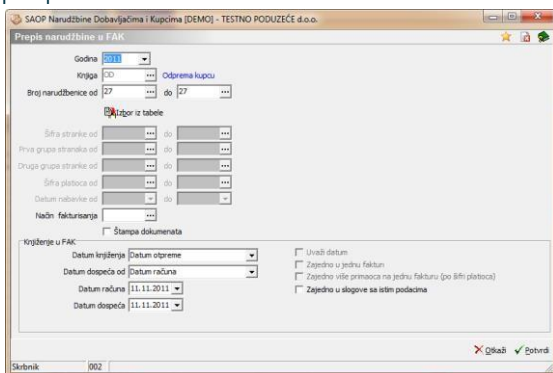 SAOP Narudžbine Dobavljačima i Kupcima [DEMO] - TESTNO PODUZEĆE d.o.o.
Prepis narudžbine u FAK
Godina 2011
Knjiga OD ... Odprema kupcu
Broj narudžbenice od 27 ... do 27 ...
Izbor iz tabele
Šifra stranke od ... do ...
Prva grupa stranaka od ... do ...
Druga grupa stranke od ... do ...
Šifra platioca od ... do ...
Datum nabavke od do
Način fakturisanja ...
Štampa dokumenata
Knjiženje u FAK
Datum knjiženja Datum otpreme
Datum dospeća od Datum računa
Datum računa 11.11.2011
Datum dospeća 11.11.2011
Uvaži datum
Zajedno u jednu fakturu
Zajedno više primaoca na jednu fakturu (po šifri platioca)
Zajedno u slogove sa istim podacima
Otkaži Potvrdi
Skrbnik 002